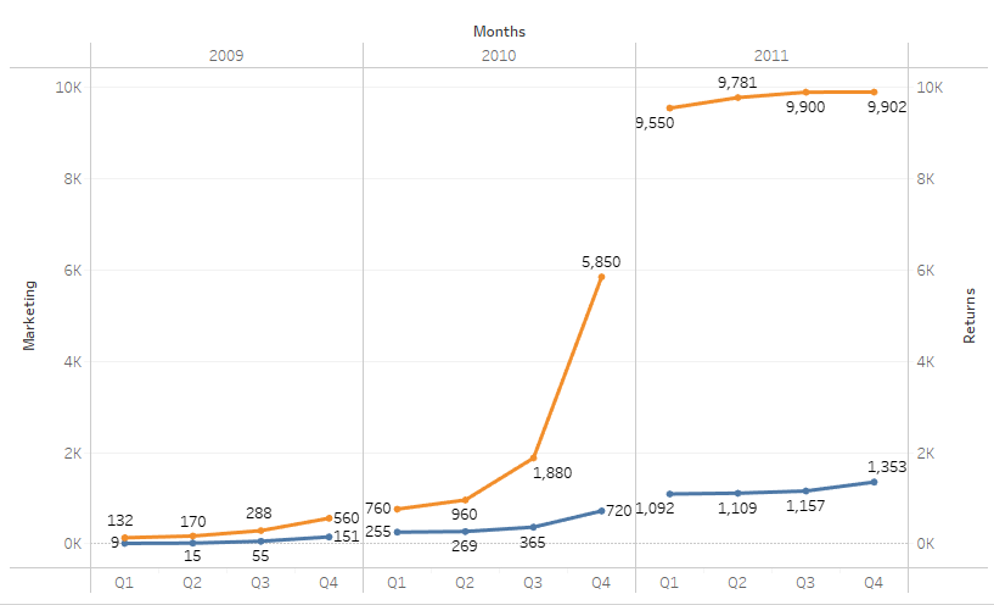 Months
2009 2010 2011
10K 10K
9,781
9,550 9,900 9,902
8K 8K
6K 6K
5,850
Marketing Returns
4K 4K
2K 2K
1,880 1,353
132 170 288 560 760 960 720 1,092 1,109 1,157
9 15 55 151 255 269 365
0K 0K
Q1 Q2 Q3 Q4 Q1 Q2 Q3 Q4 Q1 Q2 Q3 Q4